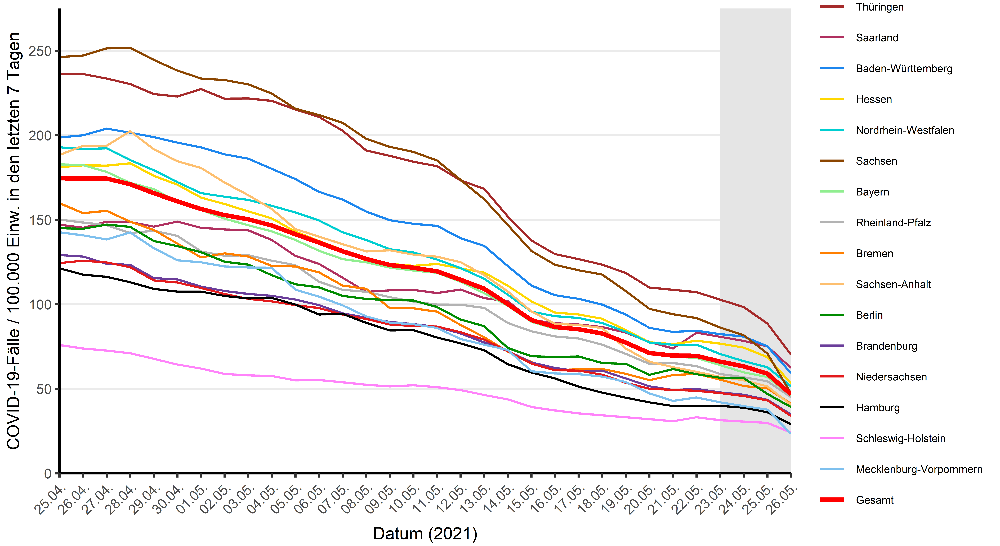 COVID-19-Fälle / 100.000 Einw. in den letzten 7 Tagen
250
200
150
100
50
0
25.04.
26.04.
27.04.
28.04.
29.04.
30.04.
01.05.
02.05.
03.05.
04.05.
05.05.
06.05.
07.05.
08.05.
09.05.
10.05.
11.05.
12.05.
13.05.
14.05.
15.05.
16.05.
17.05.
18.05.
19.05.
20.05.
21.05.
22.05.
23.05.
24.05.
25.05.
26.05.
Datum (2021)
Thüringen
Saarland
Baden-Württemberg
Hessen
Nordrhein-Westfalen
Sachsen
Bayern
Rheinland-Pfalz
Bremen
Sachsen-Anhalt
Berlin
Brandenburg
Niedersachsen
Hamburg
Schleswig-Holstein
Mecklenburg-Vorpommern
Gesamt